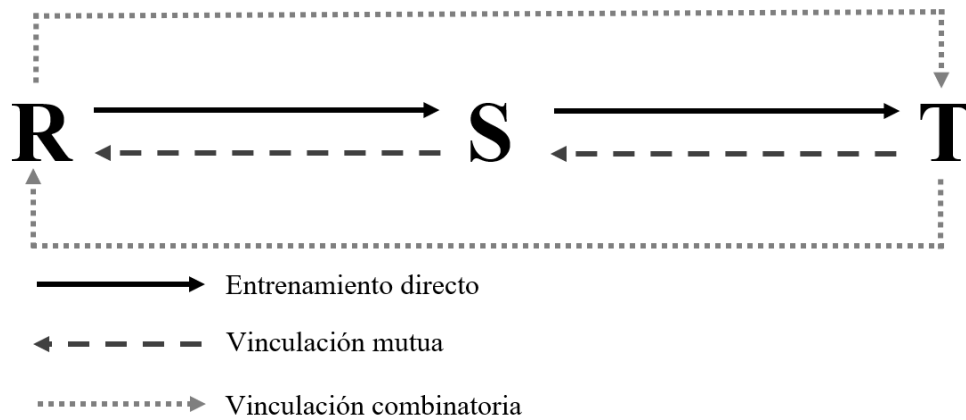 R S T
Entrenamiento directo
Vinculación mutua
Vinculación combinatoria